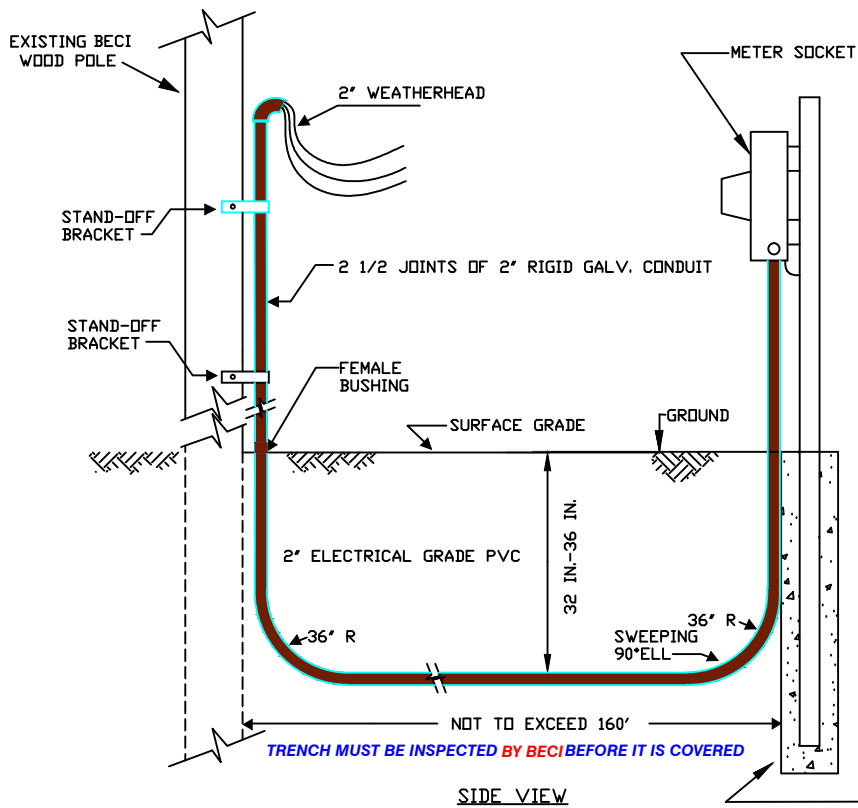 EXISTING BECI
WOOD POLE
METER SOCKET
2" WEATHERHEAD
STAND-OFF
BRACKET
2 1/2 JOINTS OF 2" RIGID GALV. CONDUIT
STAND-OFF
BRACKET
FEMALE
BUSHING
SURFACE GRADE
GROUND
2" ELECTRICAL GRADE PVC
32 IN.-36 IN.
36" R
36" R
SWEEPING
90°ELL
NOT TO EXCEED 160'
TRENCH MUST BE INSPECTED BY BECI BEFORE IT IS COVERED
SIDE VIEW